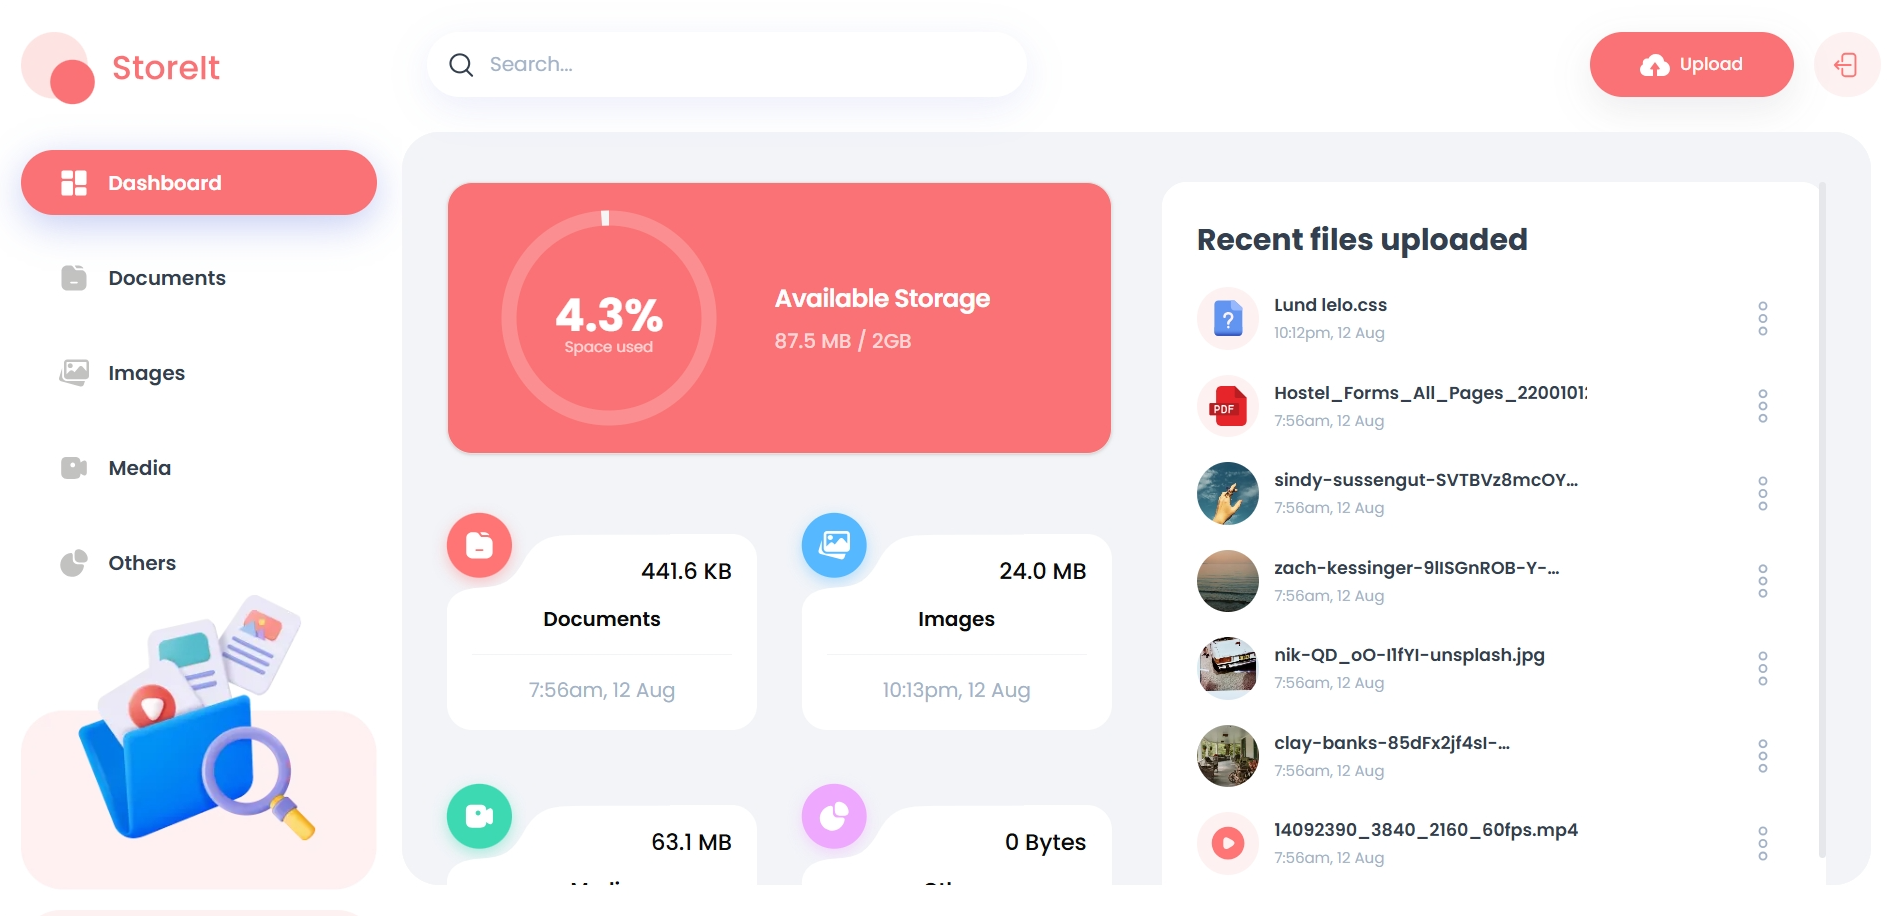 StoreIt
Search...
Upload
Dashboard
Documents
Images
Media
Others
4.3%
Space used
Available Storage
87.5 MB / 2GB
441.6 KB
Documents
7:56am, 12 Aug
24.0 MB
Images
10:13pm, 12 Aug
63.1 MB
0 Bytes
Recent files uploaded
Lund lelo.css
10:12pm, 12 Aug
PDF
Hostel_Forms_All_Pages_2200101
7:56am, 12 Aug
sindy-sussengut-SVTBVz8mcOY...
7:56am, 12 Aug
zach-kessinger-9lISGnROB-Y-...
7:56am, 12 Aug
nik-QD_oO-I1fYI-unsplash.jpg
7:56am, 12 Aug
clay-banks-85dFx2jf4sI-...
7:56am, 12 Aug
14092390_3840_2160_60fps.mp4
7:56am, 12 Aug